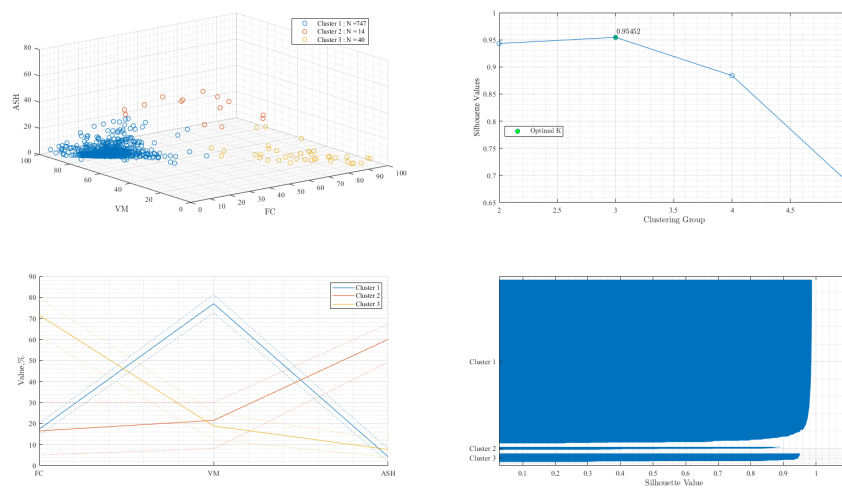 80
60
40
20
0
ASH
100
80
60
40
20
0
VM
0
10
20
30
40
50
60
70
80
90
100
FC
Cluster 1 : N =747
Cluster 2 : N = 14
Cluster 3 : N = 40
1
0.95
0.9
0.85
0.8
0.75
0.7
0.65
Silhouette Values
0.95452
Optimal K
2
2.5
3
3.5
4
4.5
Clustering Group
90
80
70
60
50
40
30
20
10
0
Value,%
Cluster 1
Cluster 2
Cluster 3
FC
VM
ASH
Cluster 1
Cluster 2
Cluster 3
0.1
0.2
0.3
0.4
0.5
0.6
0.7
0.8
0.9
1
Silhouette Value